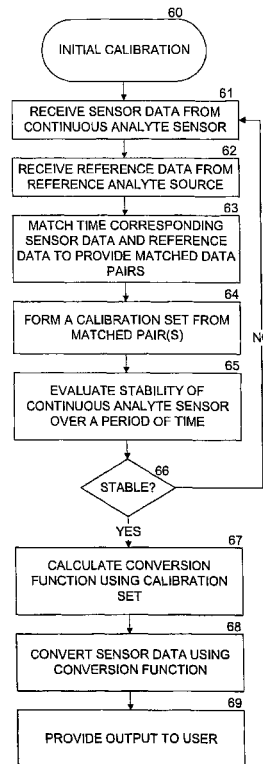 60
INITIAL CALIBRATION
61
RECEIVE SENSOR DATA FROM
CONTINUOUS ANALYTE SENSOR
62
RECEIVE REFERENCE DATA FROM
REFERENCE ANALYTE SOURCE
63
MATCH TIME CORRESPONDING
SENSOR DATA AND REFERENCE
DATA TO PROVIDE MATCHED DATA
PAIRS
64
FORM A CALIBRATION SET FROM
MATCHED PAIR(S)
65
EVALUATE STABILITY OF
CONTINUOUS ANALYTE SENSOR
OVER A PERIOD OF TIME
66
STABLE?
YES
67
CALCULATE CONVERSION
FUNCTION USING CALIBRATION
SET
68
CONVERT SENSOR DATA USING
CONVERSION FUNCTION
69
PROVIDE OUTPUT TO USER